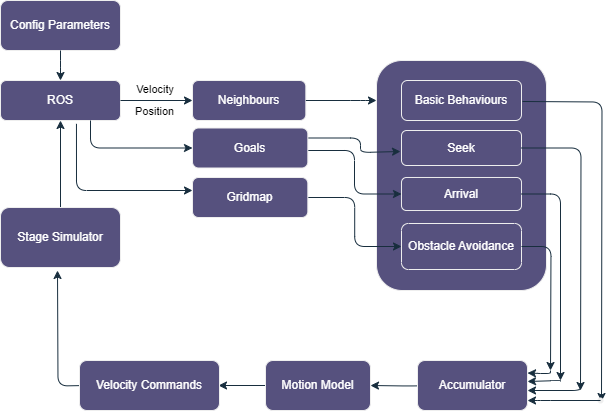 Config Parameters
ROS
Velocity
Position
Neighbours
Basic Behaviours
Goals
Seek
Gridmap
Arrival
Stage Simulator
Obstacle Avoidance
Velocity Commands
Motion Model
Accumulator